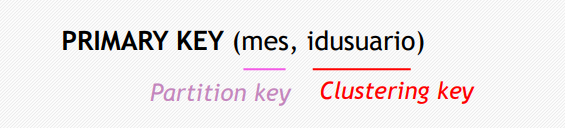 PRIMARY KEY (mes, idusuario)
Partition key Clustering key